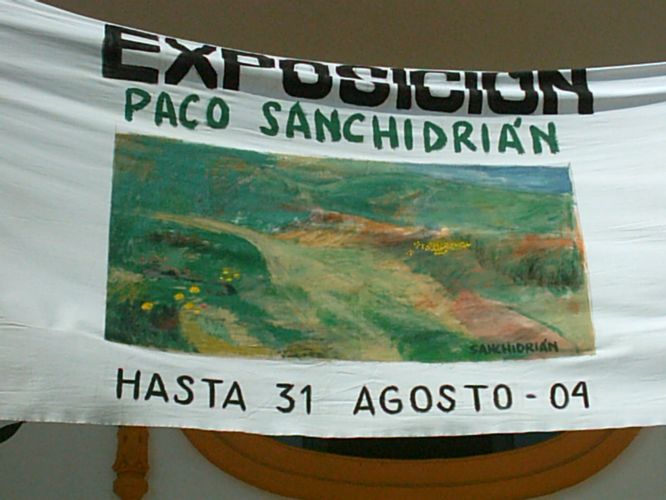 EXPOSICIÓN
PACO SANCHIDRIÁN
SANCHIDRIÁN
HASTA 31 AGOSTO - 04